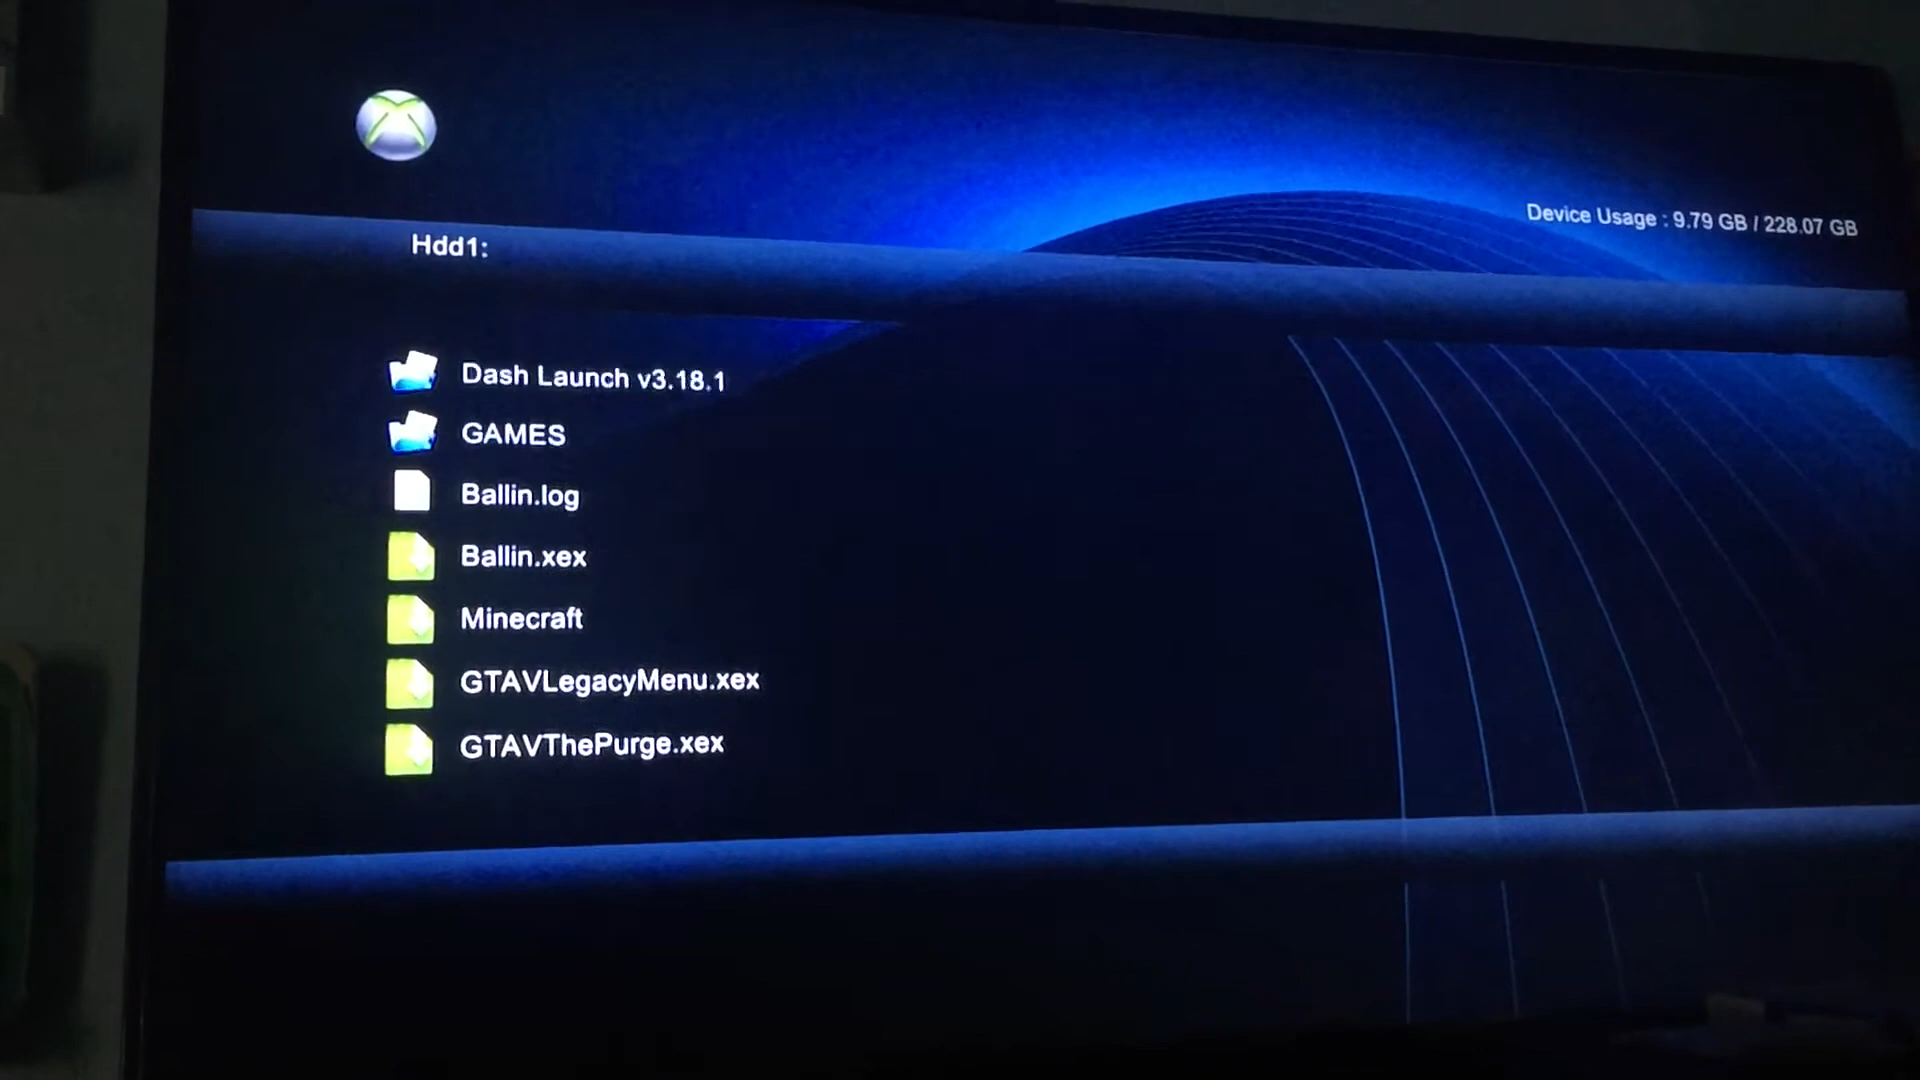 Device Usage : 9.79 GB / 228.07 GB
Hdd1:
Dash Launch v3.18.1
GAMES
Ballin.log
Ballin.xex
Minecraft
GTAVLegacyMenu.xex
GTAVThePurge.xex